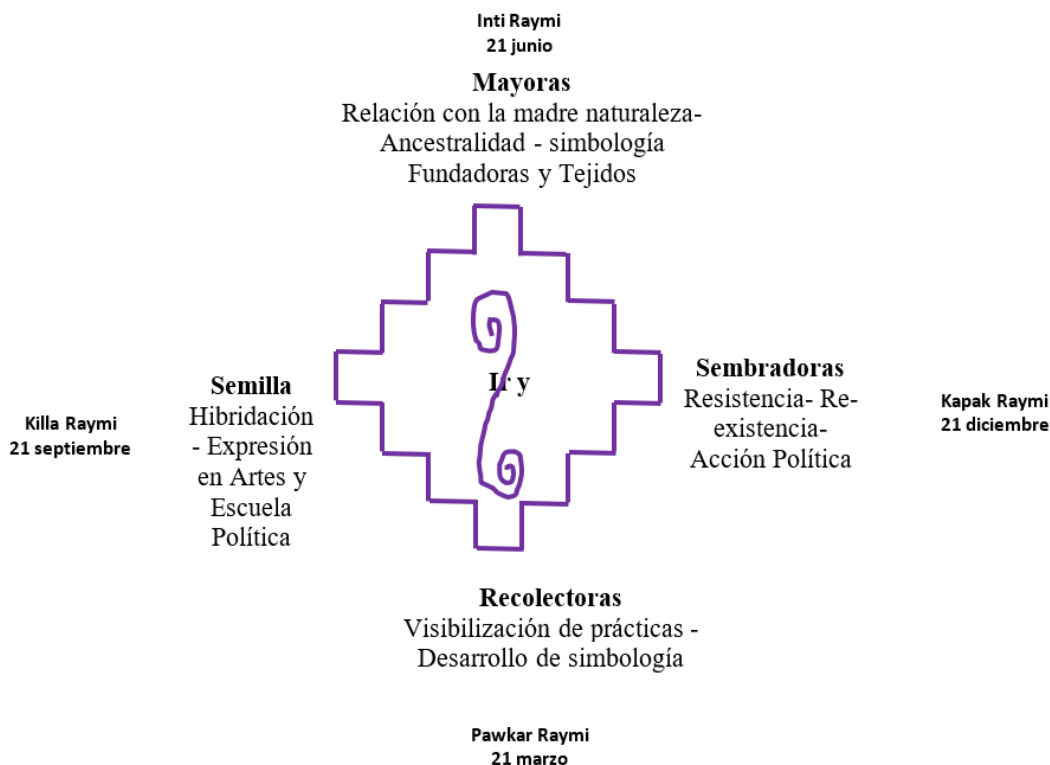 Inti Raymi
21 junio
Mayoras
Relación con la madre naturaleza-
Ancestralidad - simbología
Fundadoras y Tejidos
Ir y
Semilla
Hibridación
- Expresión
en Artes y
Escuela
Política
Killa Raymi
21 septiembre
Sembradoras
Resistencia- Re-
existencia-
Acción Política
Kapak Raymi
21 diciembre
Recolectoras
Visibilización de prácticas -
Desarrollo de simbología
Pawkar Raymi
21 marzo